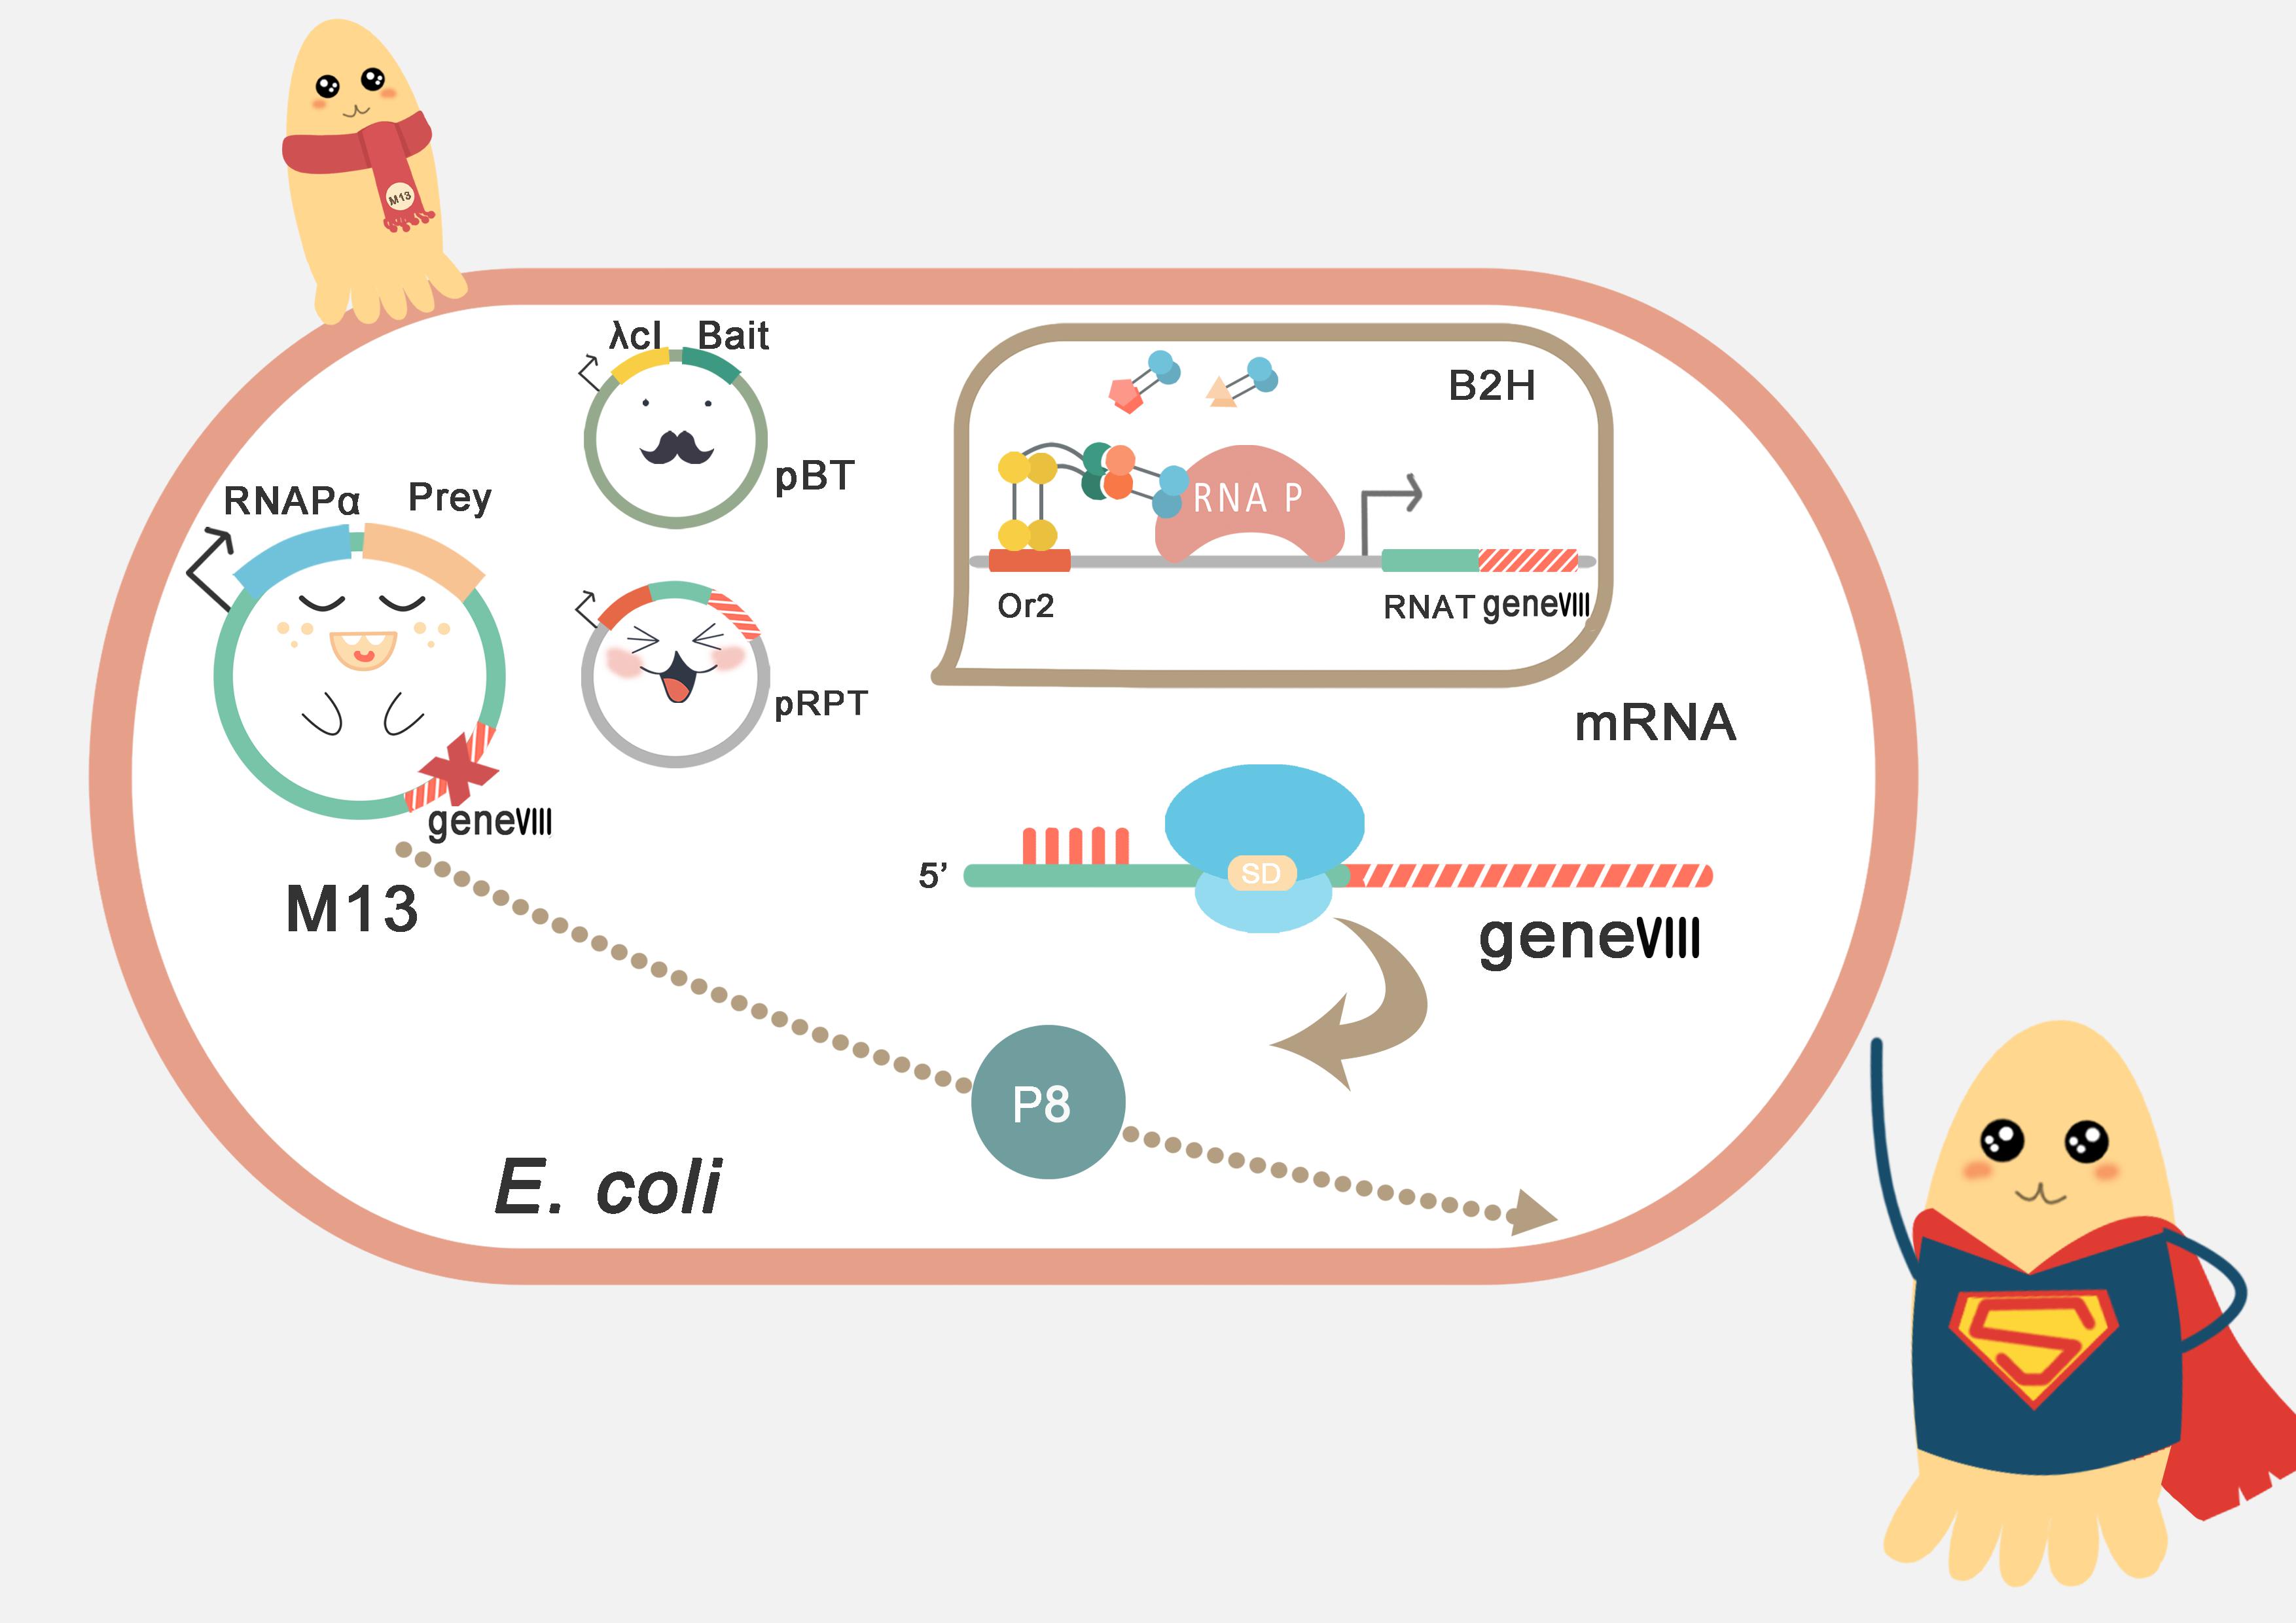 M13
λcI Bait
B2H
pBT
RNAPα Prey
RNA P
Or2
RNAT geneVIII
pRPT
mRNA
geneVIII
5’
SD
M13
geneVIII
P8
E. coli
S